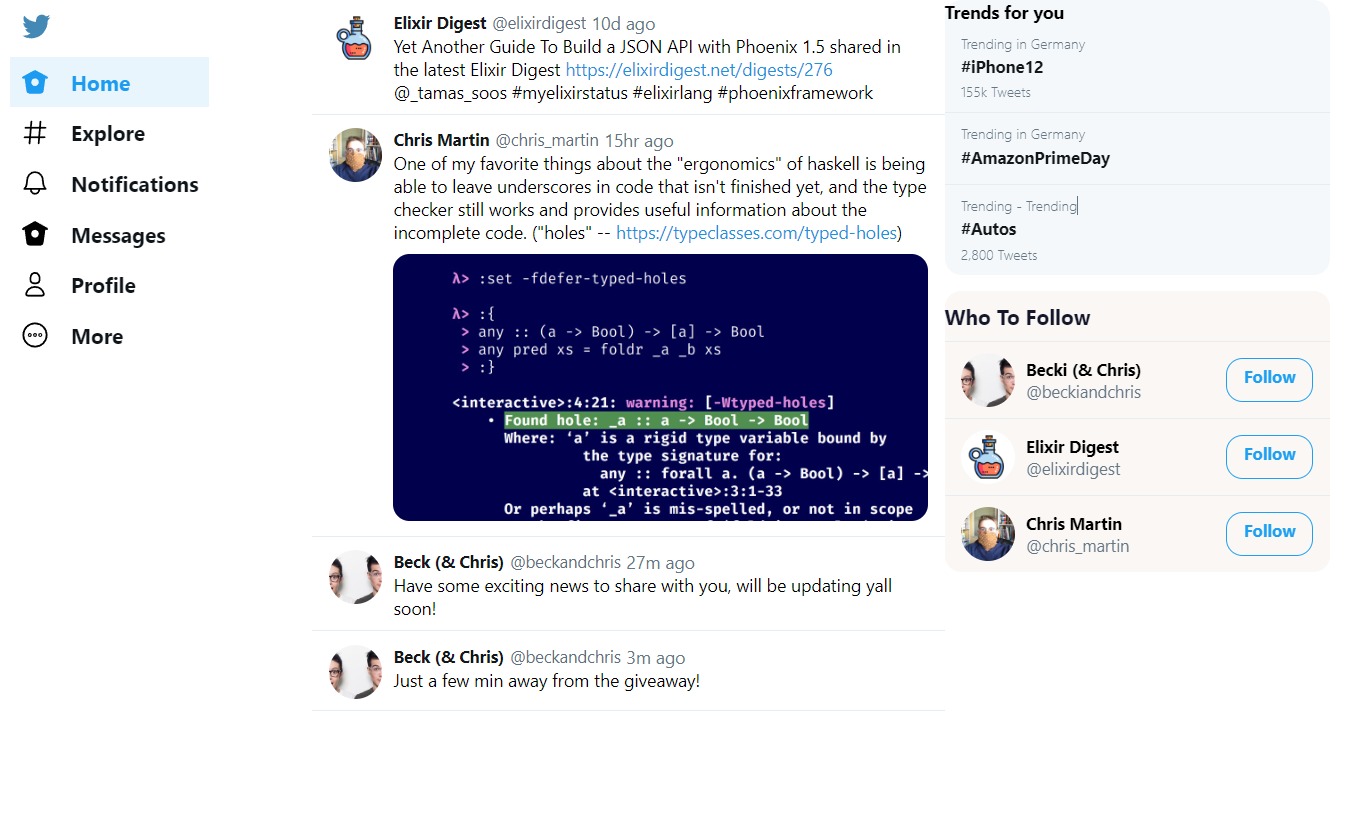 Home
Explore
Notifications
Messages
Profile
More
Elixir Digest @elixirdigest 10d ago
Yet Another Guide To Build a JSON API with Phoenix 1.5 shared in
the latest Elixir Digest https://elixirdigest.net/digests/276
@_tamas_soos #myelixirstatus #elixirlang #phoenixframework
Chris Martin @chris_martin 15hr ago
One of my favorite things about the "ergonomics" of haskell is being
able to leave underscores in code that isn't finished yet, and the type
checker still works and provides useful information about the
incomplete code. ("holes" -- https://typeclasses.com/typed-holes)
λ> :set -fdefer-typed-holes
λ> :{
> any :: (a -> Bool) -> [a] -> Bool
> any pred xs = foldr _a _b xs
> :}
<interactive>:4:21: warning: [-Wtyped-holes]
• Found hole: _a :: a -> Bool -> Bool
Where: ‘a’ is a rigid type variable bound by
the type signature for:
any :: forall a. (a -> Bool) -> [a] ->
at <interactive>:3:1-33
Or perhaps ‘_a’ is mis-spelled, or not in scope
Beck (& Chris) @beckandchris 27m ago
Have some exciting news to share with you, will be updating yall
soon!
Beck (& Chris) @beckandchris 3m ago
Just a few min away from the giveaway!
Trends for you
Trending in Germany
#iPhone12
155k Tweets
Trending in Germany
#AmazonPrimeDay
Trending - Trending
#Autos
2,800 Tweets
Who To Follow
Becki (& Chris)
@beckiandchris
Follow
Elixir Digest
@elixirdigest
Follow
Chris Martin
@chris_martin
Follow